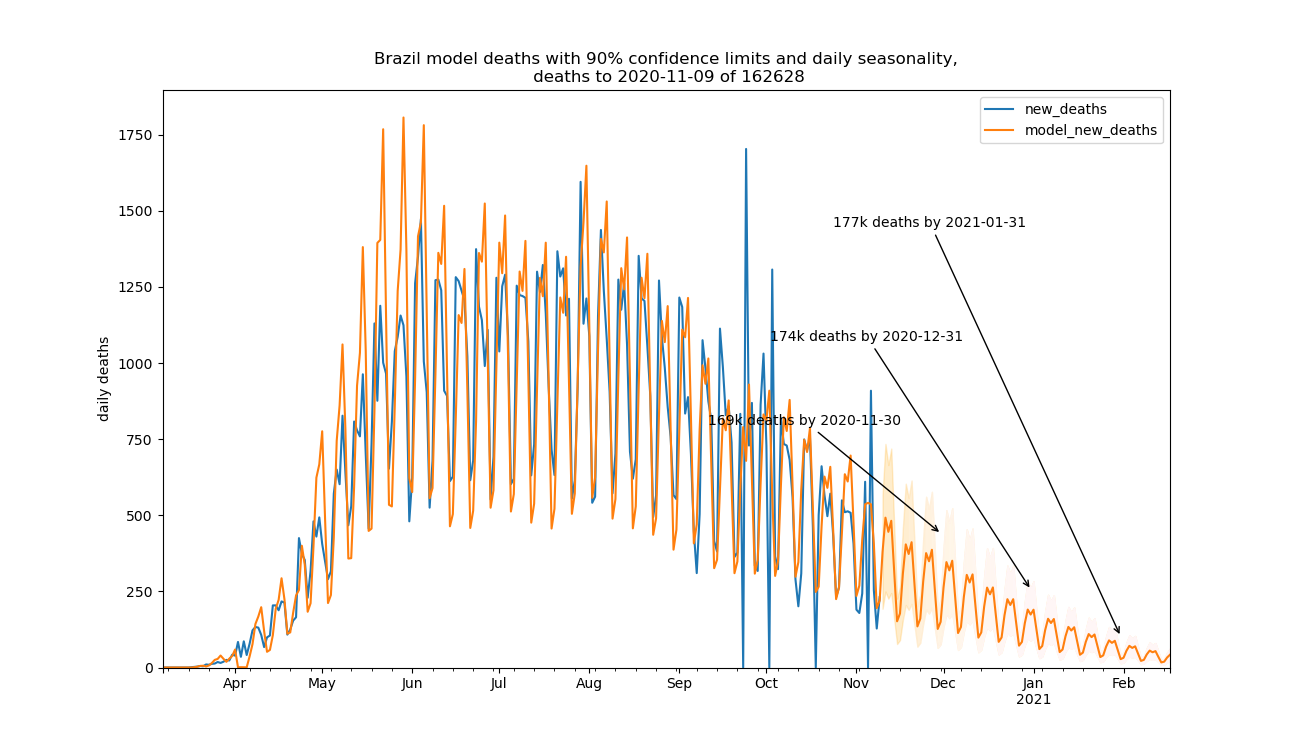 Brazil model deaths with 90% confidence limits and daily seasonality,
deaths to 2020-11-09 of 162628
new_deaths
model_new_deaths
daily deaths
1750
1500
1250
1000
750
500
250
0
177k deaths by 2021-01-31
174k deaths by 2020-12-31
169k deaths by 2020-11-30
Apr May Jun Jul Aug Sep Oct Nov Dec Jan Feb
2021